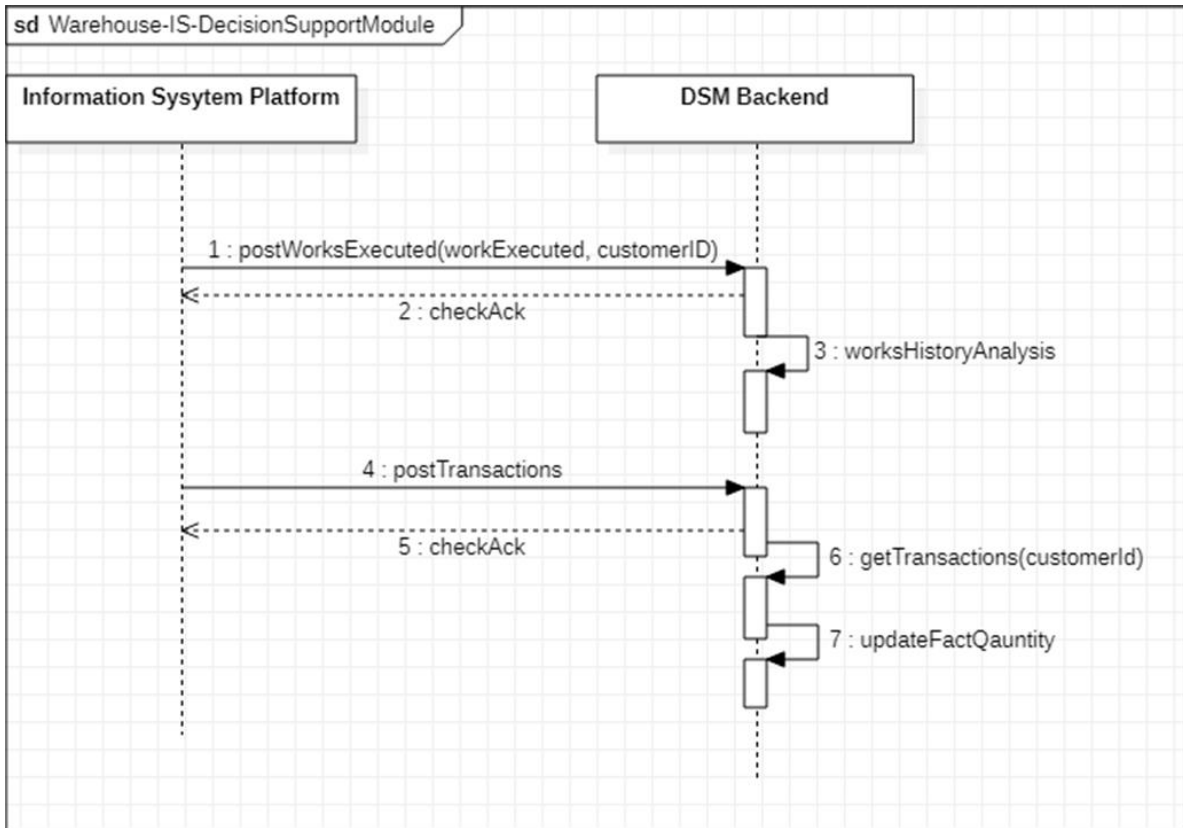 sd Warehouse-IS-DecisionSupportModule
Information Sysytem Platform
DSM Backend
1 : postWorksExecuted(workExecuted, customerID)
2 : checkAck
3 : worksHistoryAnalysis
4 : postTransactions
5 : checkAck
6 : getTransactions(customerId)
7 : updateFactQauntity